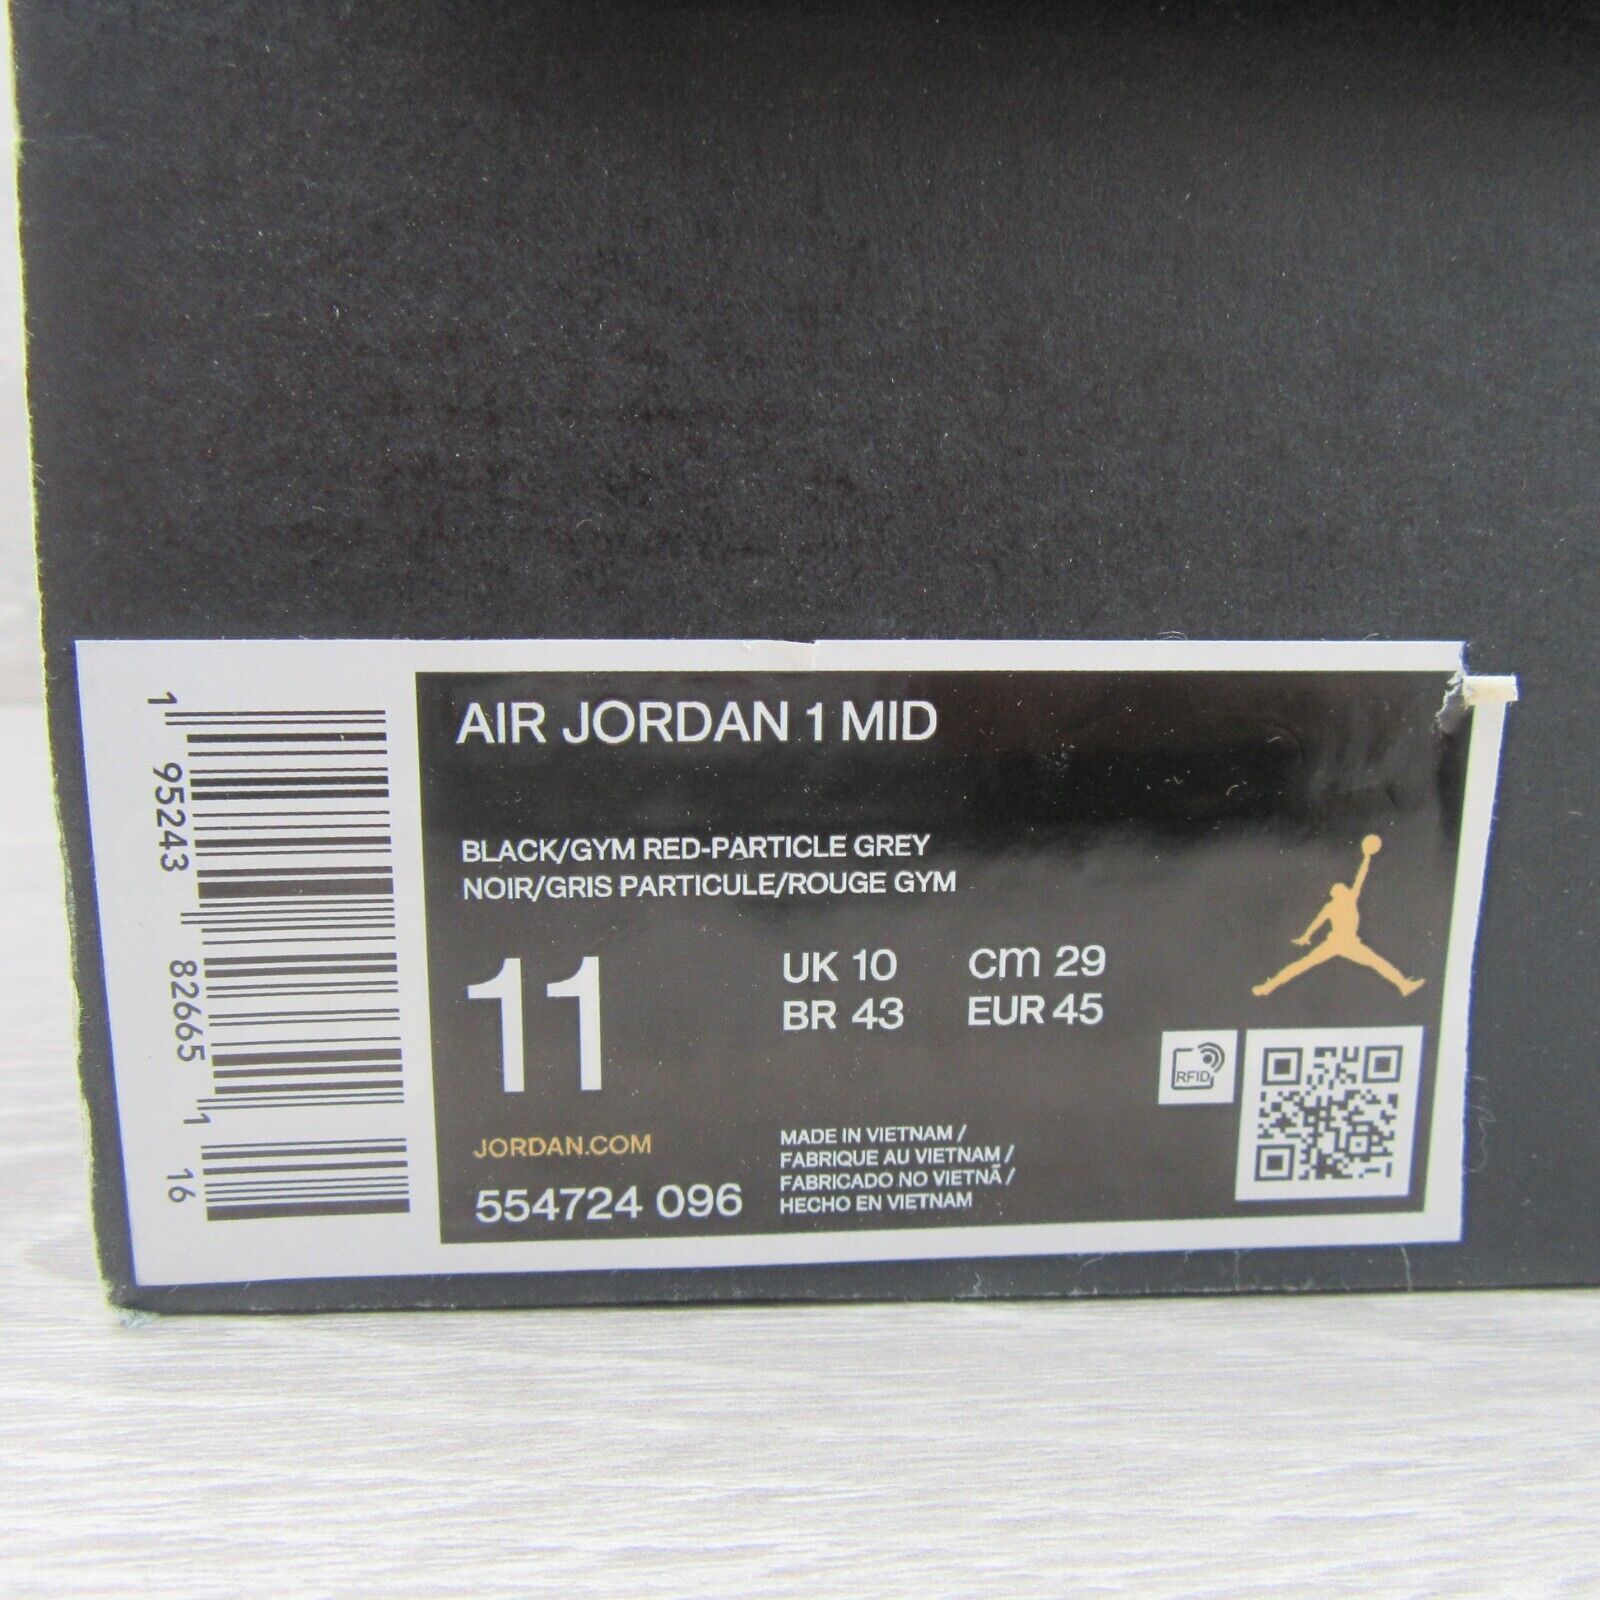 AIR JORDAN 1 MID
BLACK/GYM RED-PARTICLE GREY
NOIR/GRIS PARTICULE/ROUGE GYM
11
UK 10
cm 29
BR 43
EUR 45
RFID
JORDAN.COM
554724 096
MADE IN VIETNAM /
FABRIQUE AU VIETNAM /
FABRICADO NO VIETNÃ /
HECHO EN VIETNAM
1 95243 82665 1 16